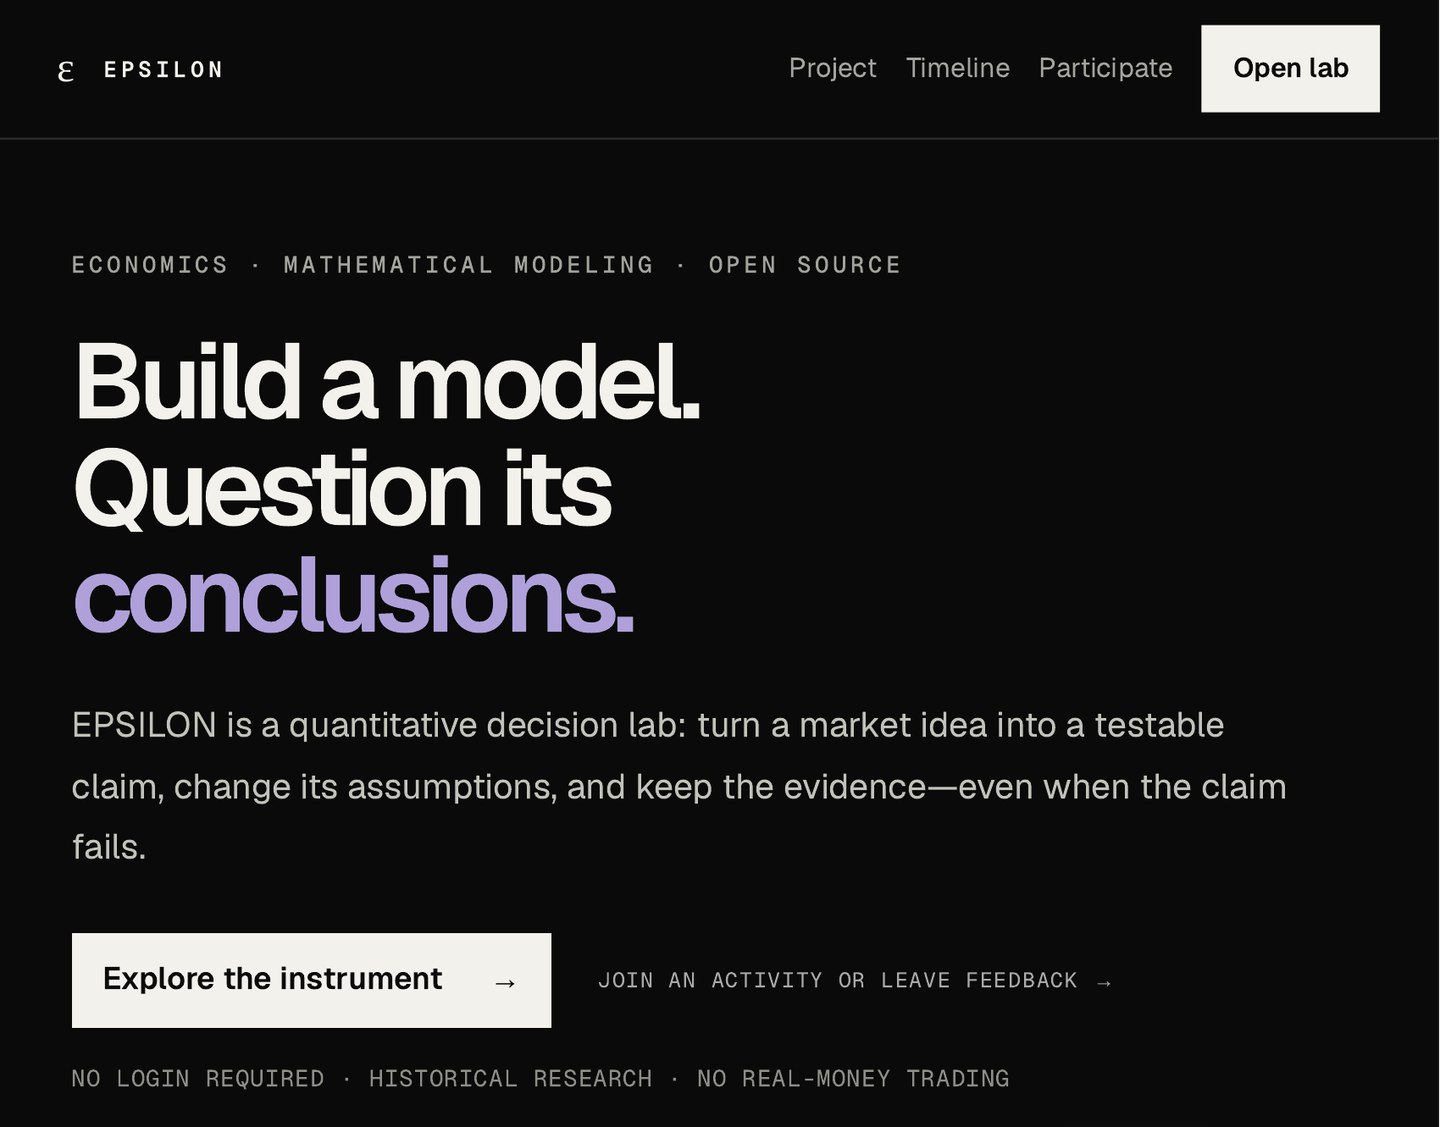 ε EPSILON
Project Timeline Participate Open lab
ECONOMICS · MATHEMATICAL MODELING · OPEN SOURCE
Build a model.
Question its
conclusions.
EPSILON is a quantitative decision lab: turn a market idea into a testable
claim, change its assumptions, and keep the evidence—even when the claim
fails.
Explore the instrument →
JOIN AN ACTIVITY OR LEAVE FEEDBACK →
NO LOGIN REQUIRED · HISTORICAL RESEARCH · NO REAL-MONEY TRADING